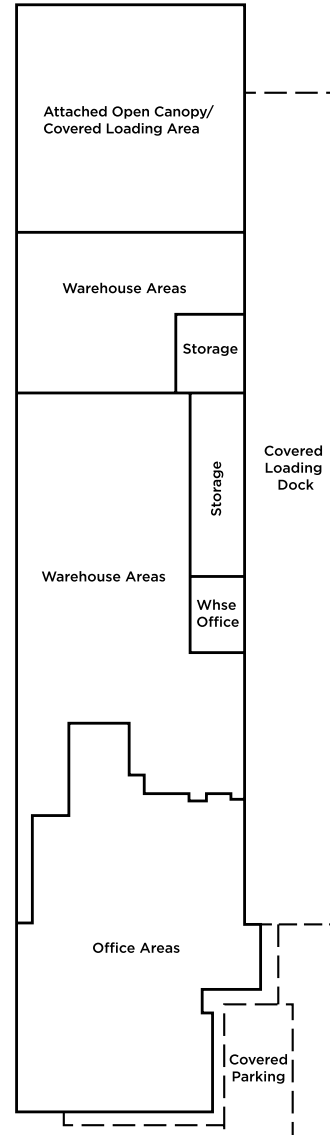 Attached Open Canopy/
Covered Loading Area
Warehouse Areas
Storage
Storage
Covered
Loading
Dock
Warehouse Areas
Whse
Office
Office Areas
Covered
Parking